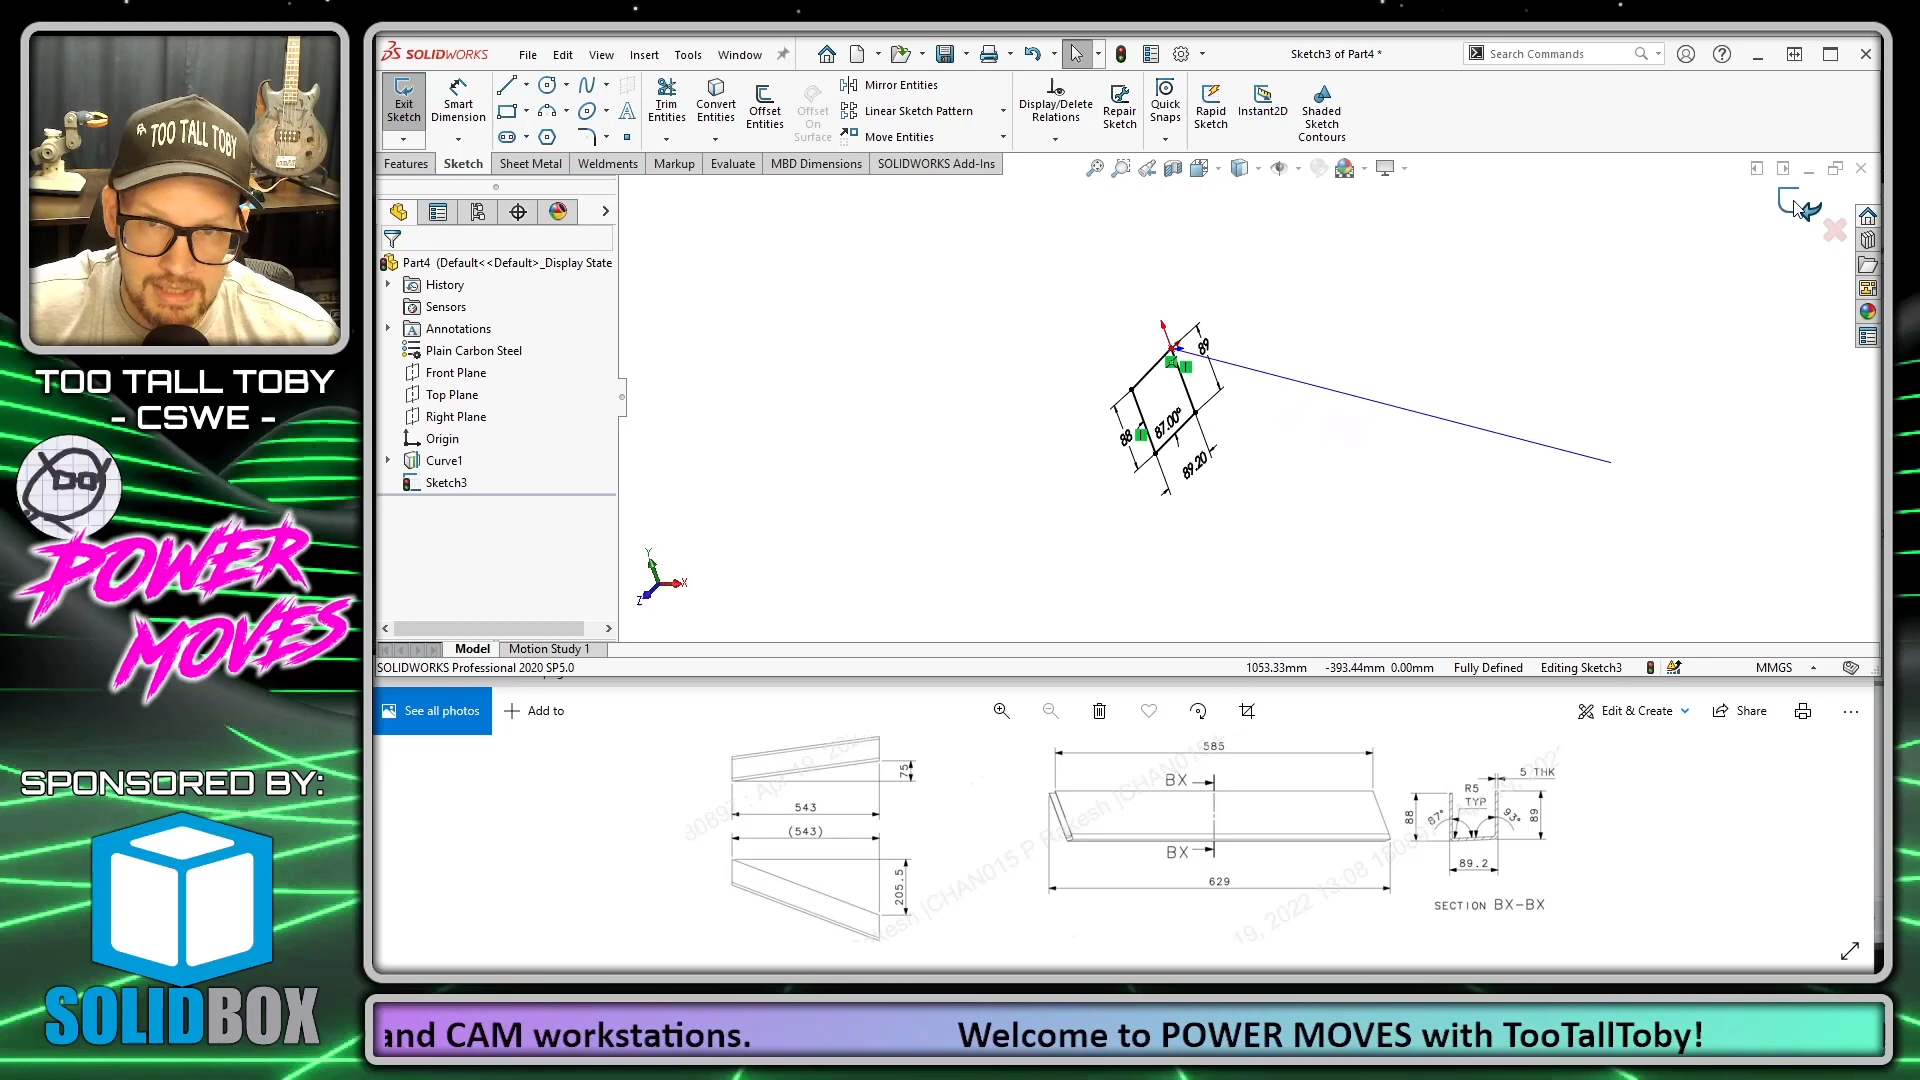 SOLIDWORKS
File Edit View Insert Tools Window
Sketch3 of Part4 *
Search Commands
Exit Sketch
Smart Dimension
Trim Entities
Convert Entities
Offset Entities
Offset On Surface
Mirror Entities
Linear Sketch Pattern
Move Entities
Display/Delete Relations
Repair Sketch
Quick Snaps
Rapid Sketch
Instant2D
Shaded Sketch Contours
Features Sketch Sheet Metal Weldments Markup Evaluate MBD Dimensions SOLIDWORKS Add-Ins
Part4 (Default<<Default>_Display State
History
Sensors
Annotations
Plain Carbon Steel
Front Plane
Top Plane
Right Plane
Origin
Curve1
Sketch3
89
88
87.00°
89.20
Y
X
Z
Model Motion Study 1
SOLIDWORKS Professional 2020 SP5.0
1053.33mm -393.44mm 0.00mm Fully Defined Editing Sketch3 MMGS
See all photos
Add to
Edit & Create
Share
75
543
(543)
205.5
585
BX
BX
629
5 THK
R5
TYP
88
87°
93°
89
89.2
SECTION BX-BX
TOO TALL TOBY
TOO TALL TOBY
- CSWE -
POWER
MOVES
SPONSORED BY:
SOLIDBOX
and CAM workstations. Welcome to POWER MOVES with TooTallToby!